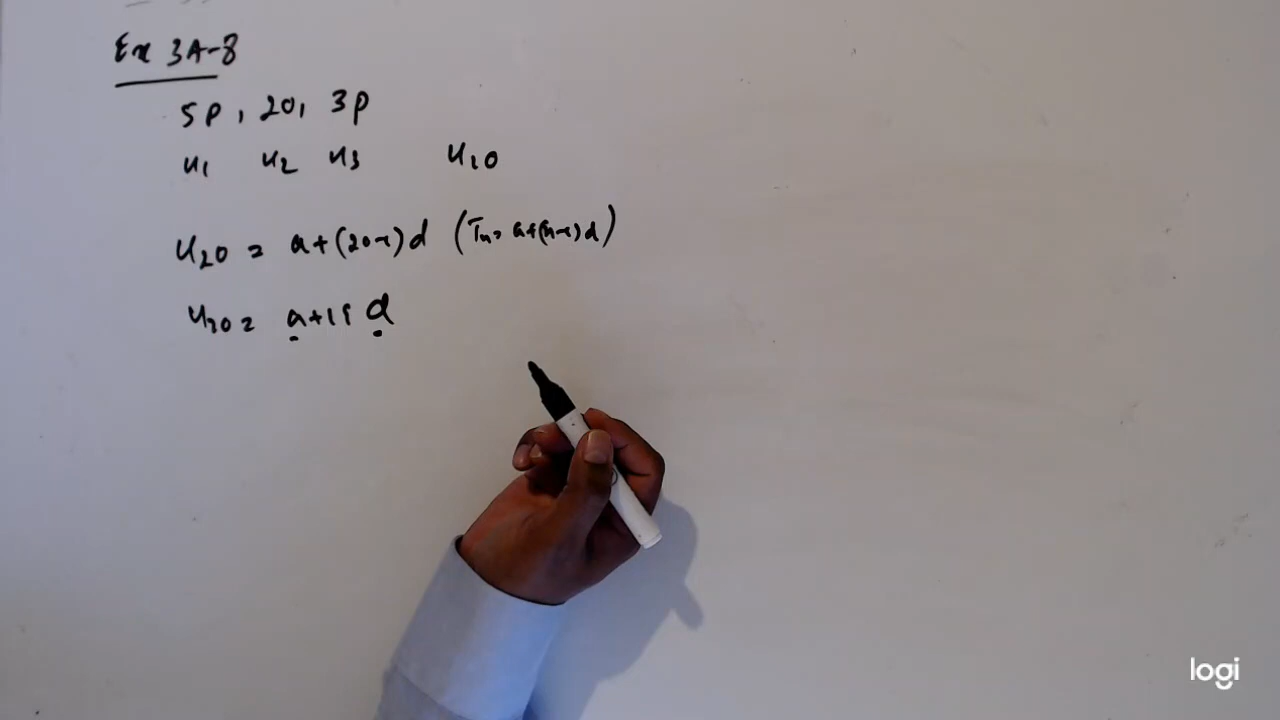 Ex 3A-8
5p, 20, 3p
u1 u2 u3 u20
u20 = a+(20-1)d (Tn = a+(n-1)d)
u20 = a+19 d
logi